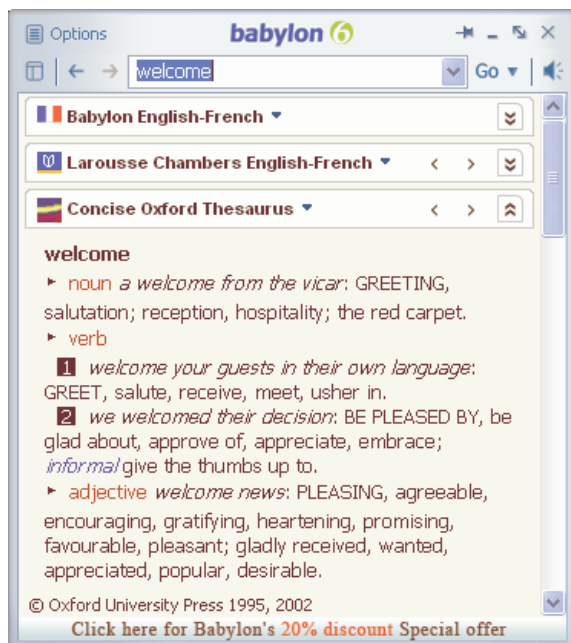 Options babylon 6
welcome Go
Babylon English-French
Larousse Chambers English-French
Concise Oxford Thesaurus
welcome
noun a welcome from the vicar: GREETING,
salutation; reception, hospitality; the red carpet.
verb
1 welcome your guests in their own language:
GREET, salute, receive, meet, usher in.
2 we welcomed their decision: BE PLEASED BY, be
glad about, approve of, appreciate, embrace;
informal give the thumbs up to.
adjective welcome news: PLEASING, agreeable,
encouraging, gratifying, heartening, promising,
favourable, pleasant; gladly received, wanted,
appreciated, popular, desirable.
© Oxford University Press 1995, 2002
Click here for Babylon's 20% discount Special offer